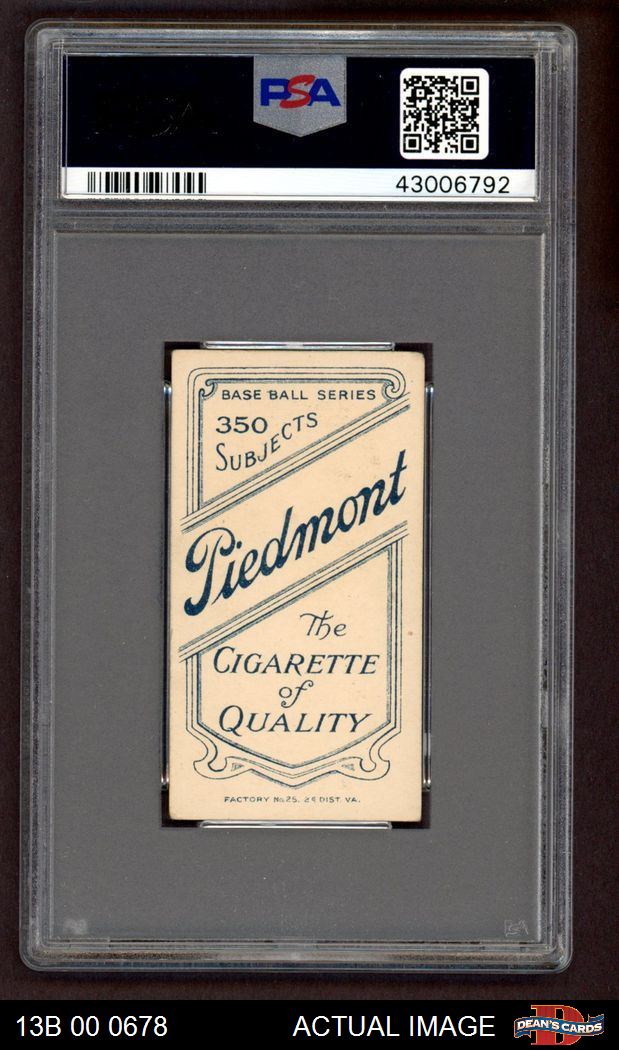 PSA
43006792
BASE BALL SERIES
350
SUBJECTS
Piedmont
The
CIGARETTE
of
QUALITY
FACTORY No 25. 2d DIST. VA.
13B 00 0678 ACTUAL IMAGE DEAN'S CARDS